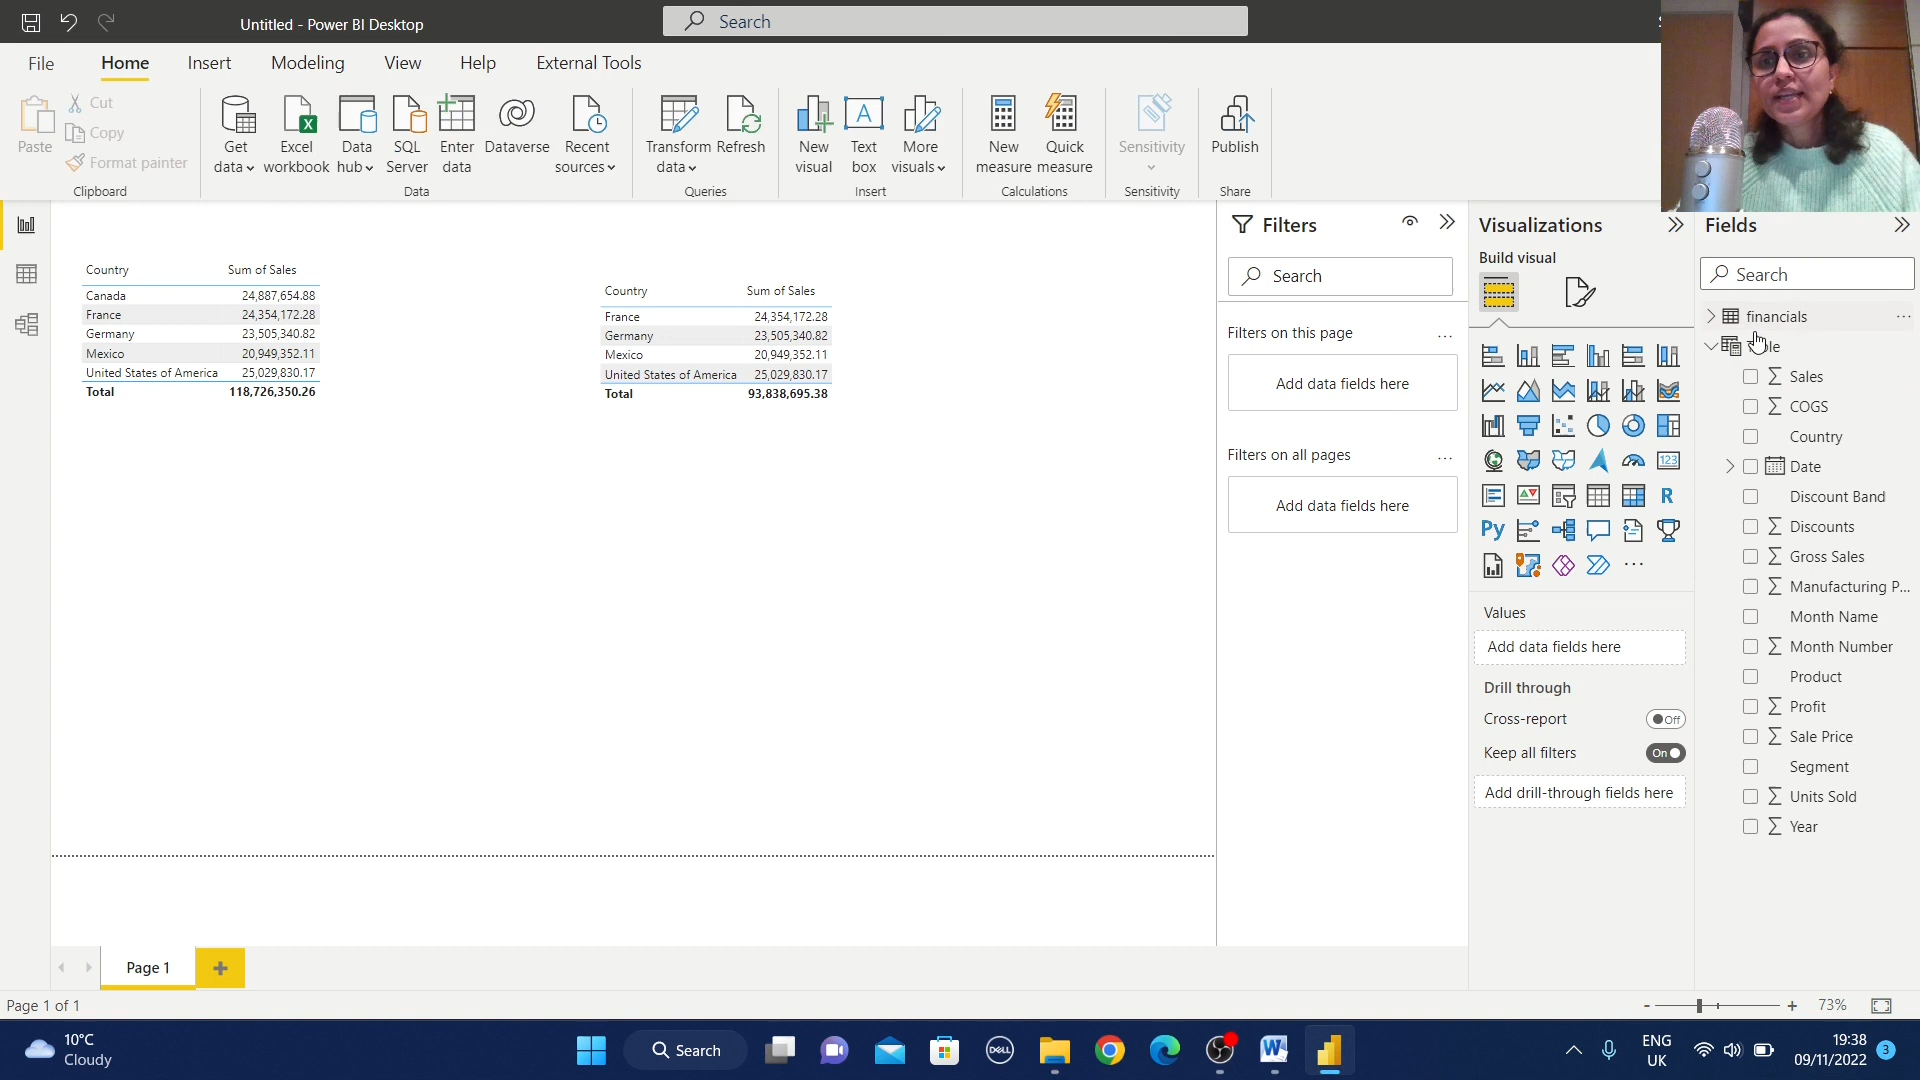 Untitled - Power BI Desktop
Search
File
Home
Insert
Modeling
View
Help
External Tools
Paste
Cut
Copy
Format painter
Clipboard
Get data
Excel workbook
Data hub
SQL Server
Enter data
Dataverse
Recent sources
Data
Transform data
Refresh
Queries
New visual
Text box
More visuals
Insert
New measure
Quick measure
Calculations
Sensitivity
Sensitivity
Publish
Share
Country Sum of Sales
Canada 24,887,654.88
France 24,354,172.28
Germany 23,505,340.82
Mexico 20,949,352.11
United States of America 25,029,830.17
Total 118,726,350.26
Country Sum of Sales
France 24,354,172.28
Germany 23,505,340.82
Mexico 20,949,352.11
United States of America 25,029,830.17
Total 93,838,695.38
Filters
Search
Filters on this page
Add data fields here
Filters on all pages
Add data fields here
Visualizations
Build visual
123
R
Py
Values
Add data fields here
Drill through
Cross-report
Off
Keep all filters
On
Add drill-through fields here
Fields
Search
financials
Sales
COGS
Country
Date
Discount Band
Discounts
Gross Sales
Manufacturing P...
Month Name
Month Number
Product
Profit
Sale Price
Segment
Units Sold
Year
Page 1
Page 1 of 1
- + 73%
10°C
Cloudy
Search
DELL
W
ENG
UK
19:38
09/11/2022
3